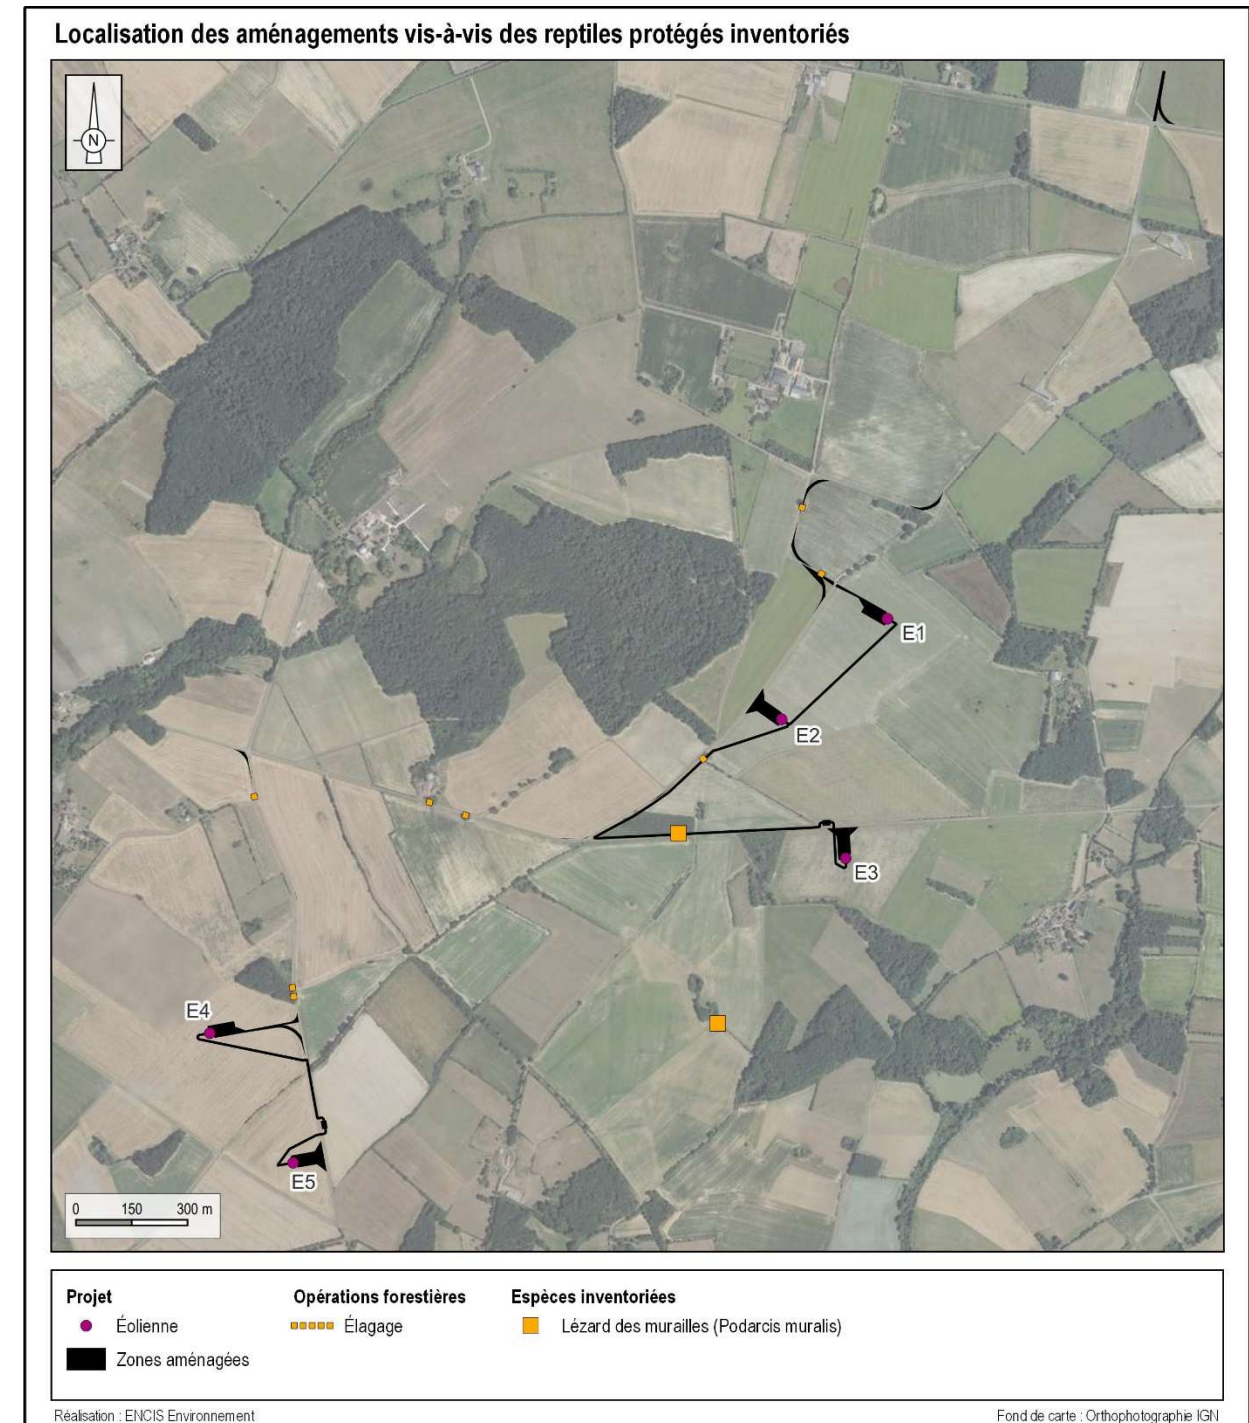 Localisation des aménagements vis-à-vis des reptiles protégés inventoriés
N
E1
E2
E3
E4
E5
0 150 300 m
Projet
Éolienne
Zones aménagées
Opérations forestières
Élagage
Espèces inventoriées
Lézard des murailles (Podarcis muralis)
Réalisation : ENCIS Environnement
Fond de carte : Orthophotographie IGN